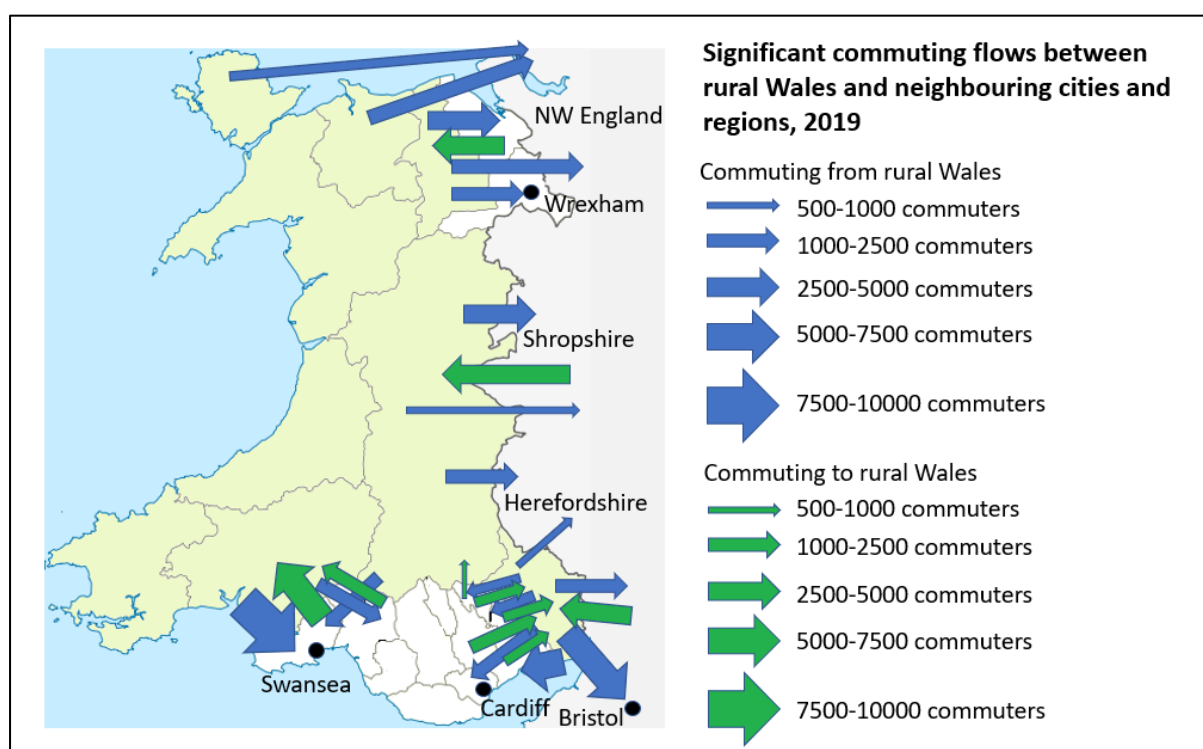 Significant commuting flows between
rural Wales and neighbouring cities and
regions, 2019
Commuting from rural Wales
500-1000 commuters
1000-2500 commuters
2500-5000 commuters
5000-7500 commuters
7500-10000 commuters
Commuting to rural Wales
500-1000 commuters
1000-2500 commuters
2500-5000 commuters
5000-7500 commuters
7500-10000 commuters
NW England
Wrexham
Shropshire
Herefordshire
Swansea
Cardiff
Bristol